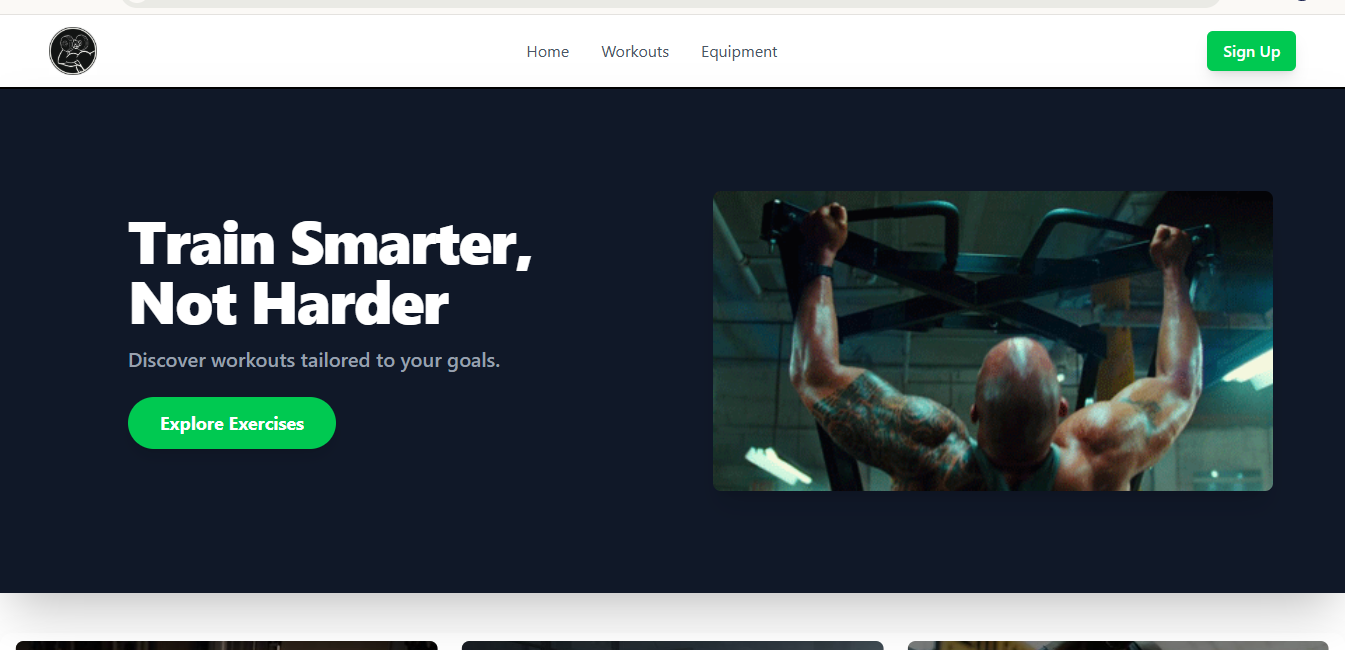 Home Workouts Equipment Sign Up
Train Smarter,
Not Harder
Discover workouts tailored to your goals.
Explore Exercises